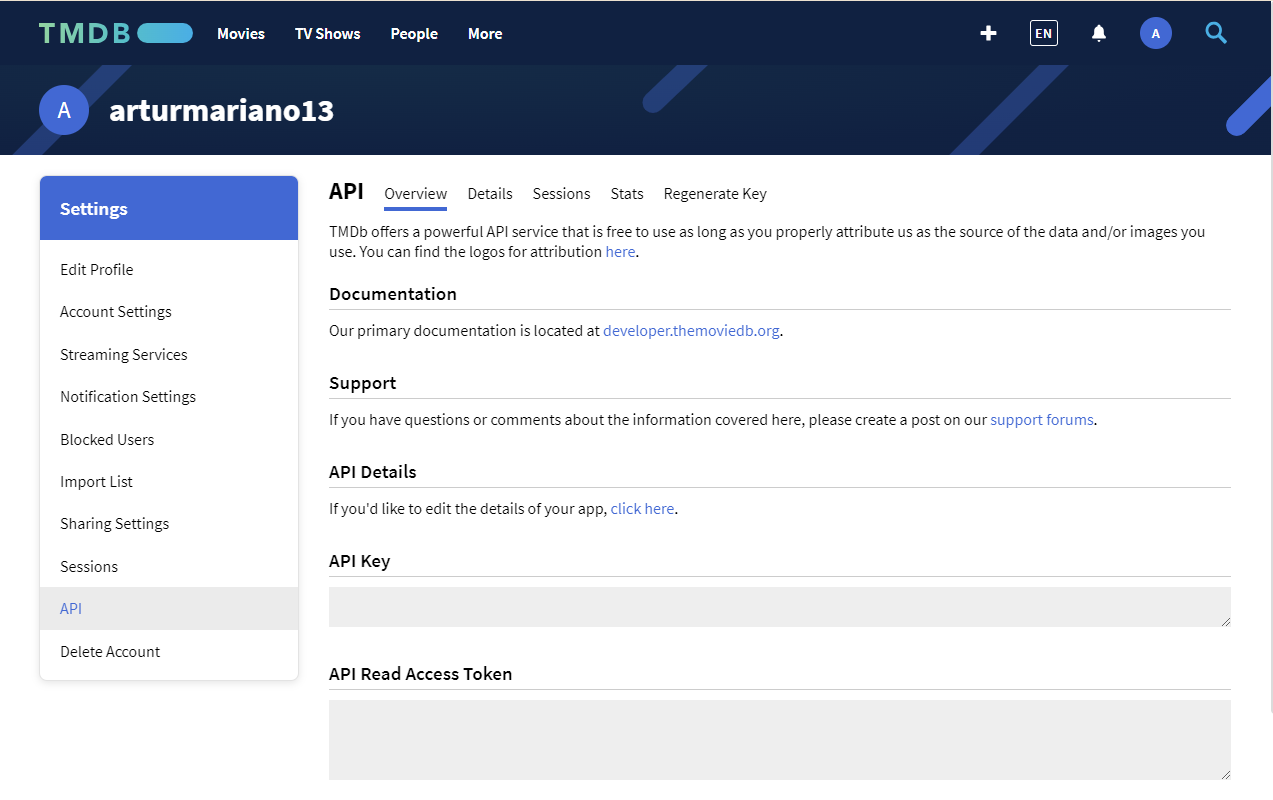 TMDB Movies TV Shows People More EN A
A arturmariano13
Settings
Edit Profile
Account Settings
Streaming Services
Notification Settings
Blocked Users
Import List
Sharing Settings
Sessions
API
Delete Account
API Overview Details Sessions Stats Regenerate Key
TMDb offers a powerful API service that is free to use as long as you properly attribute us as the source of the data and/or images you
use. You can find the logos for attribution here.
Documentation
Our primary documentation is located at developer.themoviedb.org.
Support
If you have questions or comments about the information covered here, please create a post on our support forums.
API Details
If you'd like to edit the details of your app, click here.
API Key
API Read Access Token